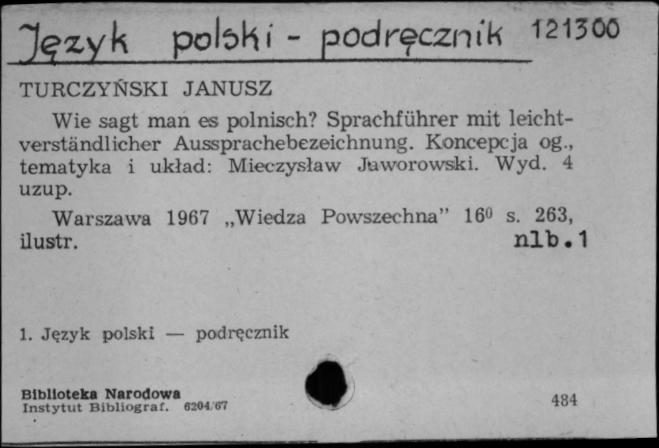 Język polski - podręcznik 121300
TURCZYŃSKI JANUSZ
Wie sagt man es polnisch? Sprachführer mit leicht-
verständlicher Aussprachebezeichnung. Koncepcja og.,
tematyka i układ: Mieczysław Jaworowski. Wyd. 4
uzup.
Warszawa 1967 „Wiedza Powszechna” 16⁰ s. 263,
ilustr. nlb.1
1. Język polski — podręcznik
Biblioteka Narodowa
Instytut Bibliograf. 6204/67
484